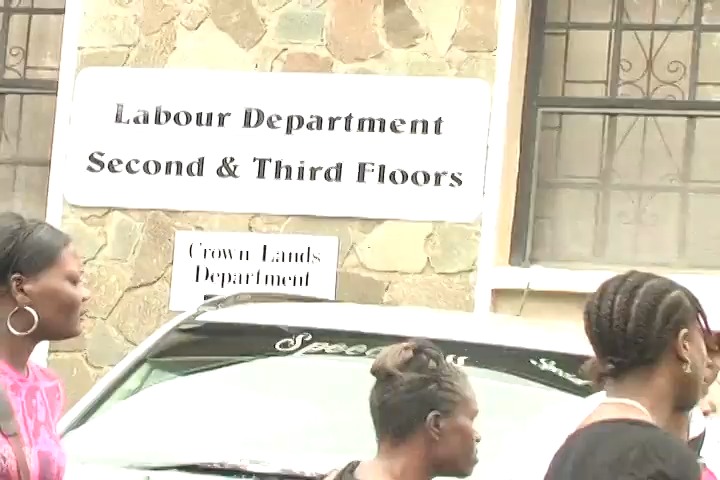 Labour Department
Second & Third Floors
Crown Lands
Department